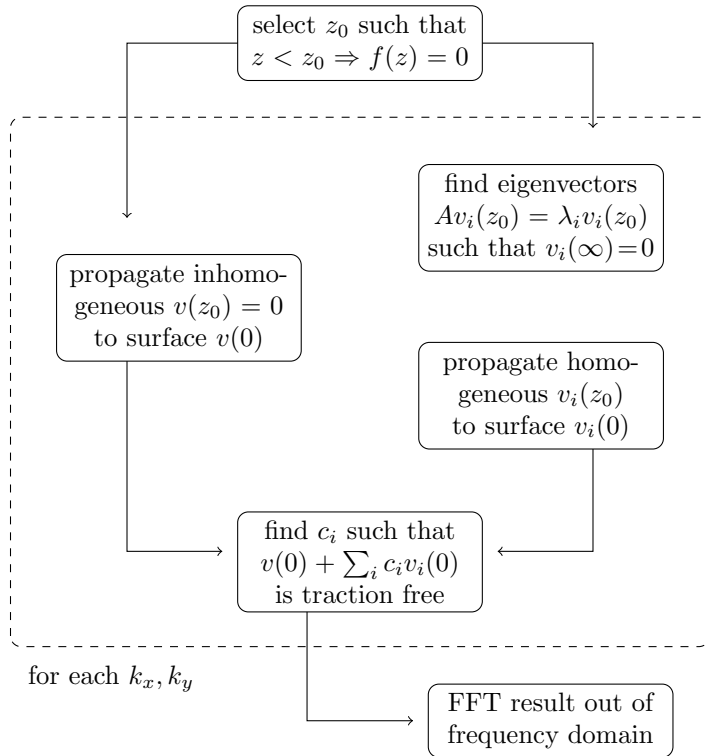 select z₀ such that
z < z₀ ⇒ f(z) = 0
find eigenvectors
Avᵢ(z₀) = λᵢvᵢ(z₀)
such that vᵢ(∞)=0
propagate inhomo-
geneous v(z₀) = 0
to surface v(0)
propagate homo-
geneous vᵢ(z₀)
to surface vᵢ(0)
find cᵢ such that
v(0) + ∑ᵢ cᵢvᵢ(0)
is traction free
for each kₓ, k_y
FFT result out of
frequency domain